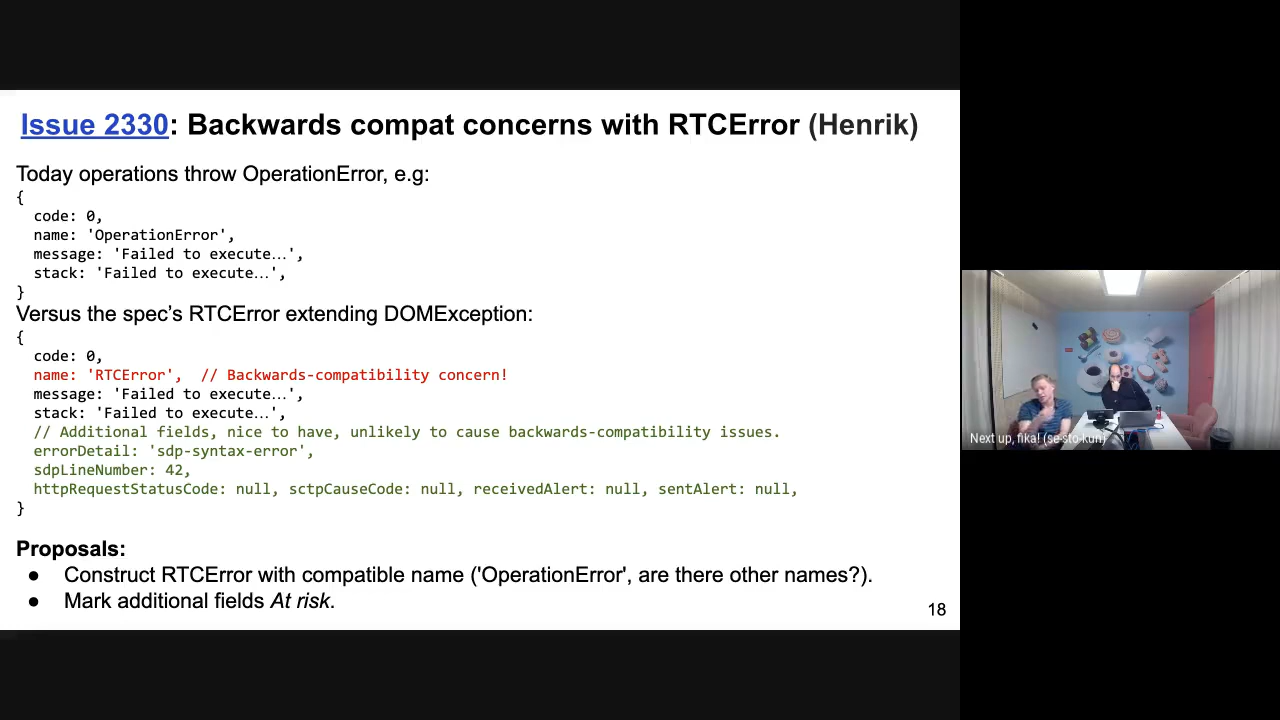 Issue 2330: Backwards compat concerns with RTCError (Henrik)
Today operations throw OperationError, e.g:
{
code: 0,
name: 'OperationError',
message: 'Failed to execute…',
stack: 'Failed to execute…',
}
Versus the spec's RTCError extending DOMException:
{
code: 0,
name: 'RTCError', // Backwards-compatibility concern!
message: 'Failed to execute…',
stack: 'Failed to execute…',
// Additional fields, nice to have, unlikely to cause backwards-compatibility issues.
errorDetail: 'sdp-syntax-error',
sdpLineNumber: 42,
httpRequestStatusCode: null, sctpCauseCode: null, receivedAlert: null, sentAlert: null,
}
Proposals:
● Construct RTCError with compatible name ('OperationError', are there other names?).
● Mark additional fields At risk.
18
Next up, fika! (se-sto-kun)